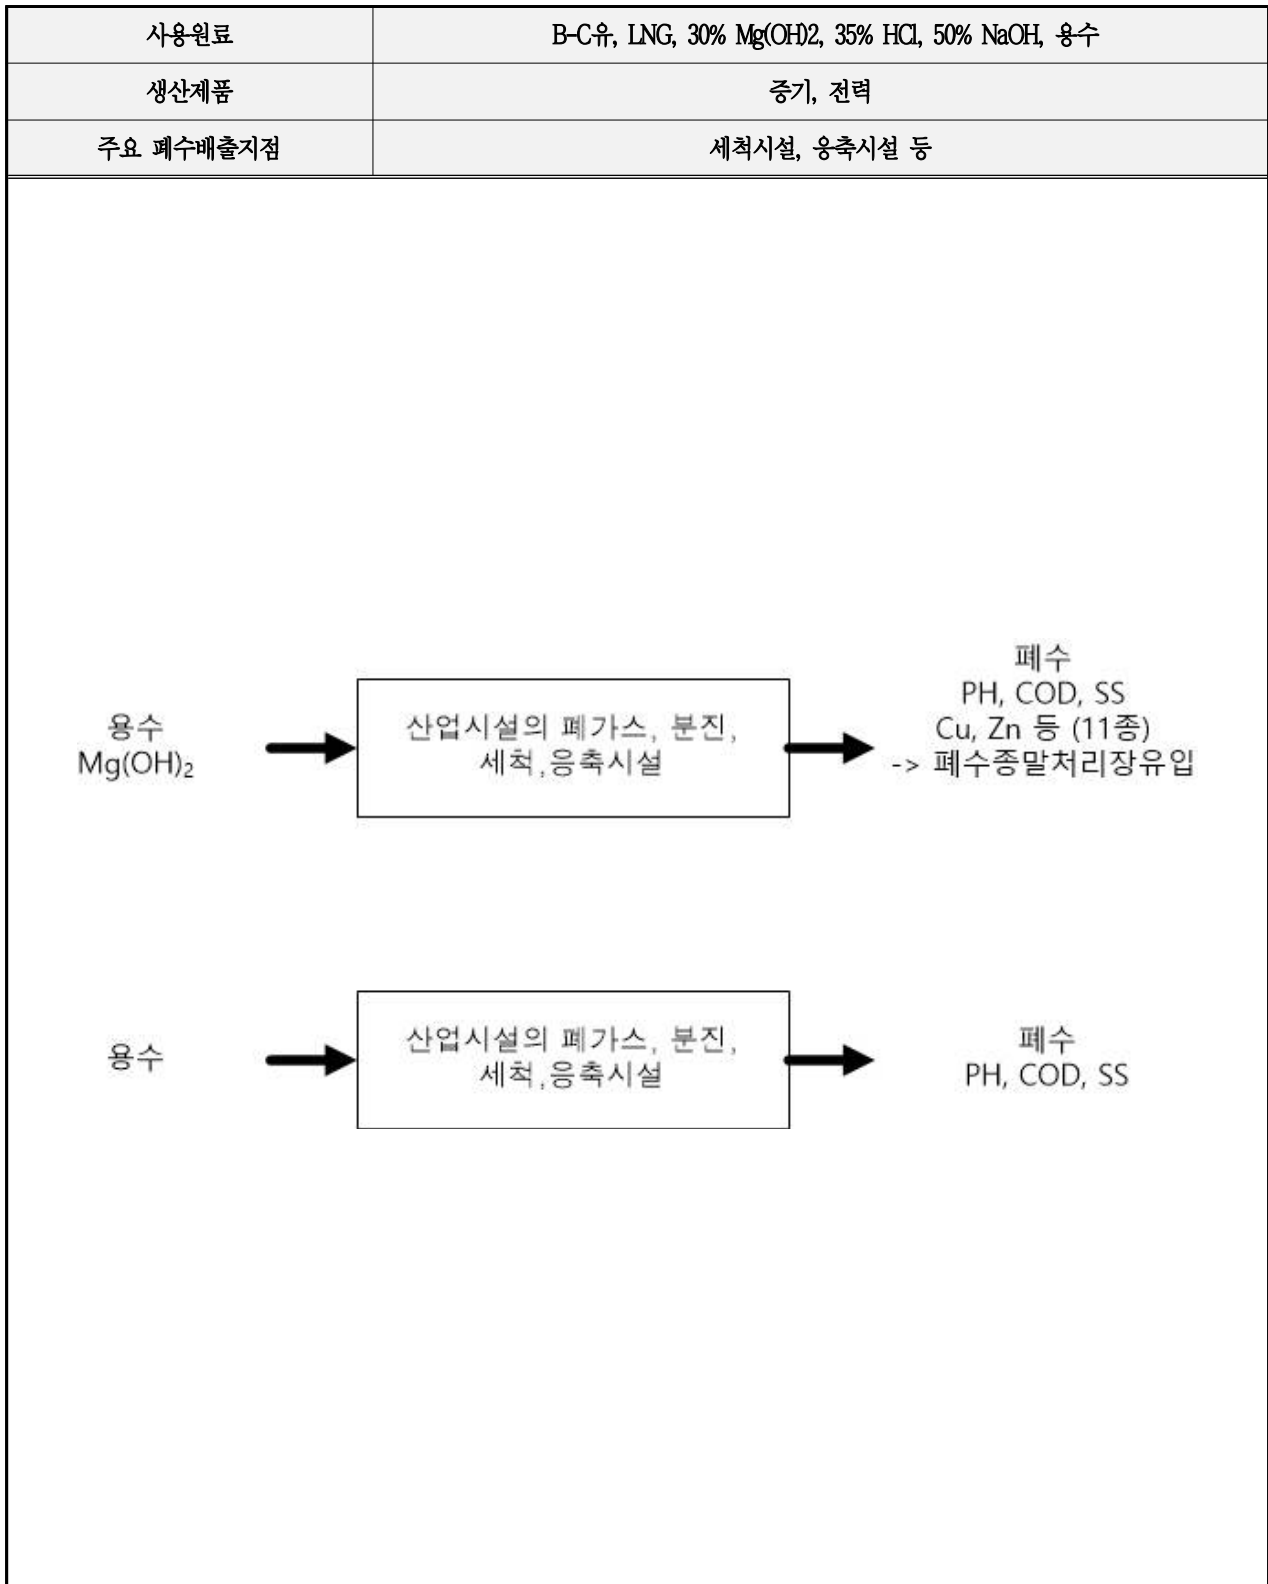 사용원료 B-C유, LNG, 30% Mg(OH)2, 35% HCl, 50% NaOH, 용수
생산제품 증기, 전력
주요 폐수배출지점 세척시설, 응축시설 등
용수
Mg(OH)₂
산업시설의 폐가스, 분진,
세척,응축시설
폐수
PH, COD, SS
Cu, Zn 등 (11종)
-> 폐수종말처리장유입
용수
산업시설의 폐가스, 분진,
세척,응축시설
폐수
PH, COD, SS